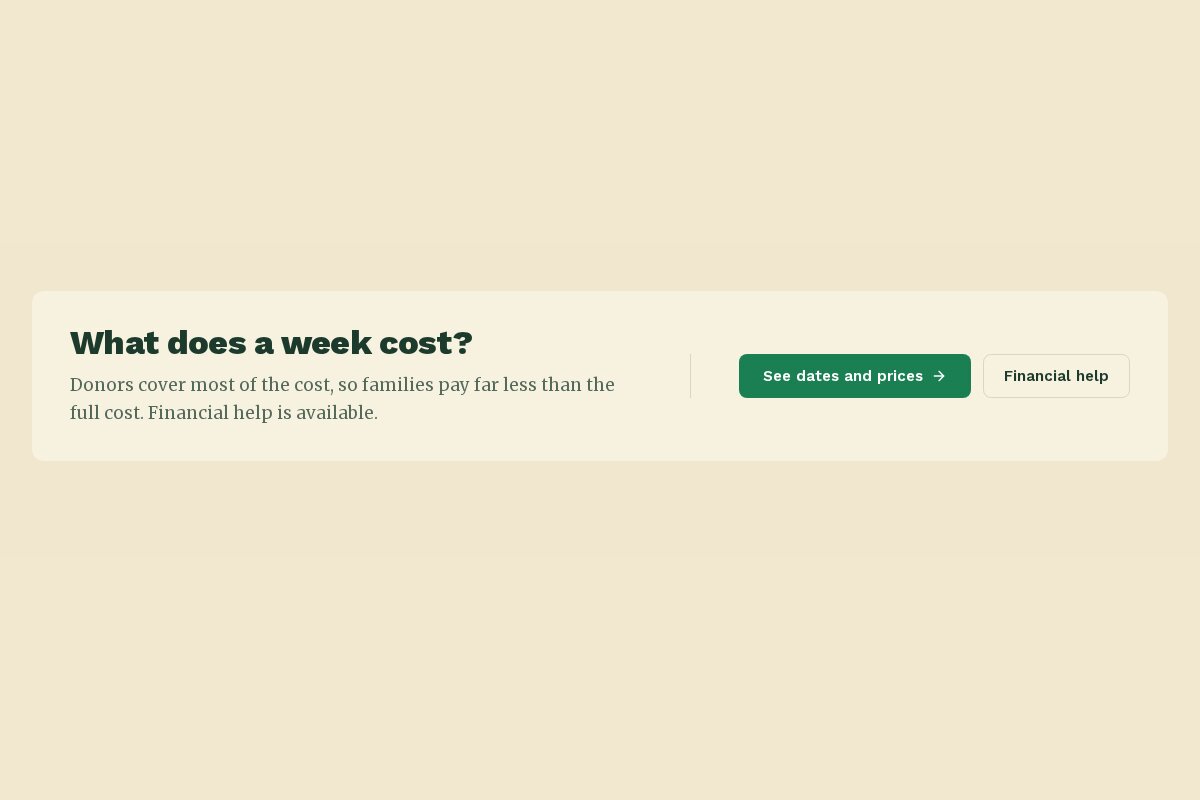 What does a week cost?
Donors cover most of the cost, so families pay far less than the
full cost. Financial help is available.
See dates and prices →
Financial help